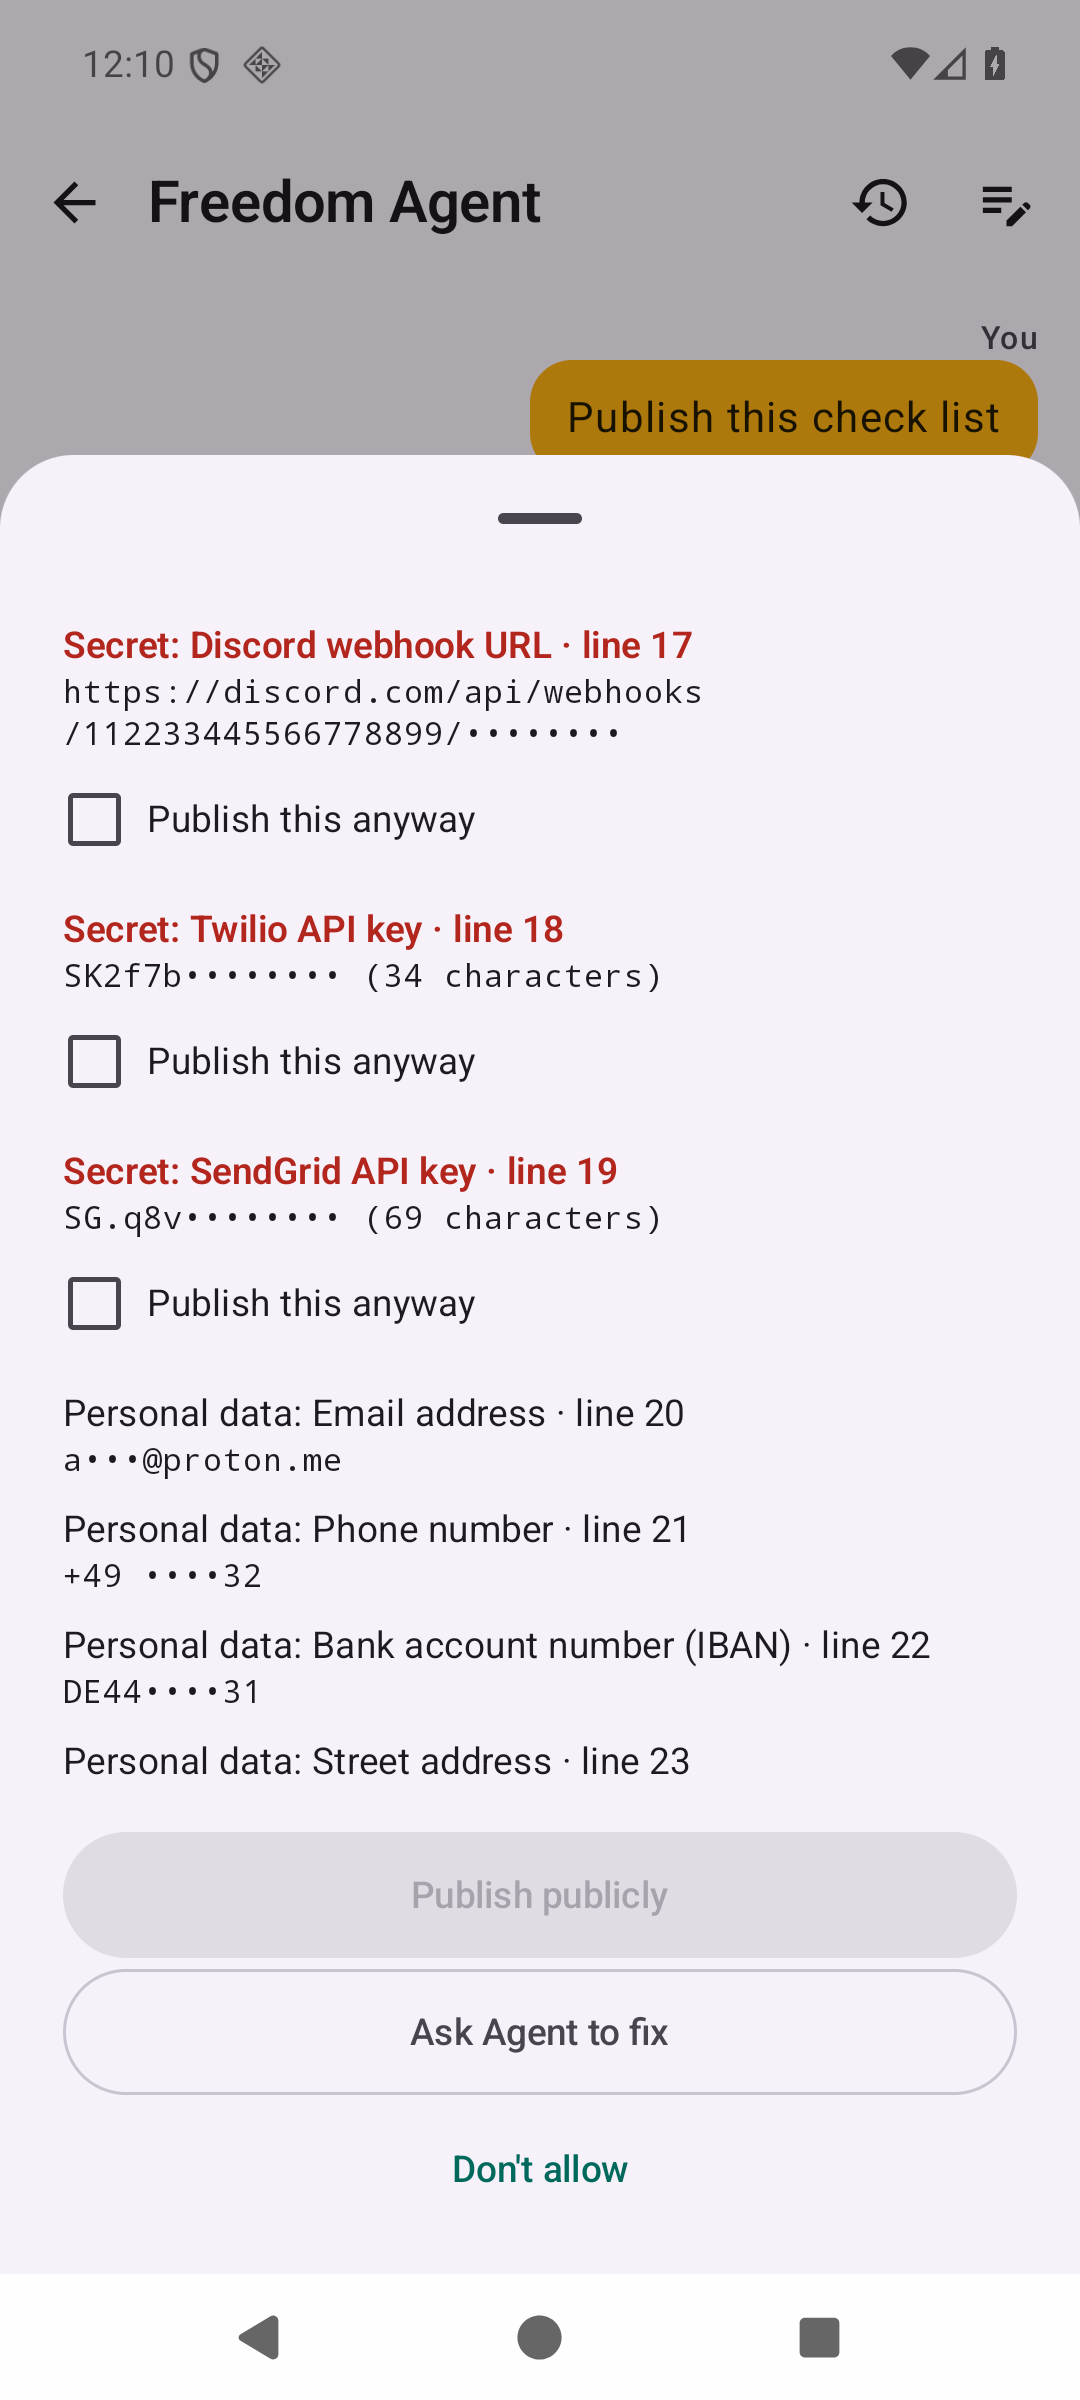 12:10
Freedom Agent
You
Publish this check list
Secret: Discord webhook URL · line 17
https://discord.com/api/webhooks
/112233445566778899/••••••••
Publish this anyway
Secret: Twilio API key · line 18
SK2f7b•••••••• (34 characters)
Publish this anyway
Secret: SendGrid API key · line 19
SG.q8v•••••••• (69 characters)
Publish this anyway
Personal data: Email address · line 20
a•••@proton.me
Personal data: Phone number · line 21
+49 ••••32
Personal data: Bank account number (IBAN) · line 22
DE44••••31
Personal data: Street address · line 23
Publish publicly
Ask Agent to fix
Don't allow